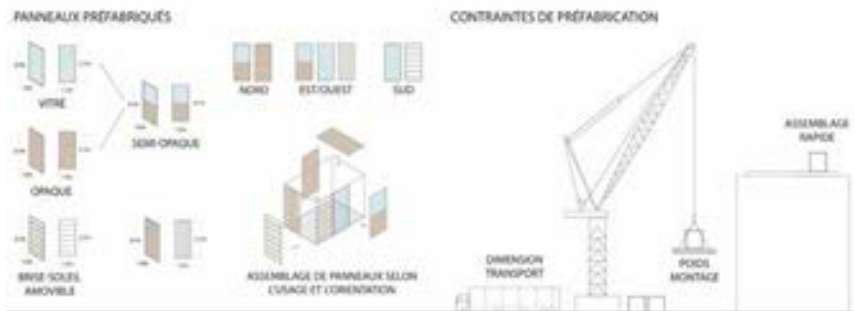 PANNEAUX PRÉFABRIQUÉS
VITRÉ
OPAQUE
BRISE-SOLEIL
AMOVIBLE
SEMI-OPAQUE
NORD
EST/OUEST
SUD
ASSEMBLAGE DE PANNEAUX SELON
L'USAGE ET L'ORIENTATION
CONTRAINTES DE PRÉFABRICATION
DIMENSION
TRANSPORT
POIDS
MONTAGE
ASSEMBLAGE
RAPIDE